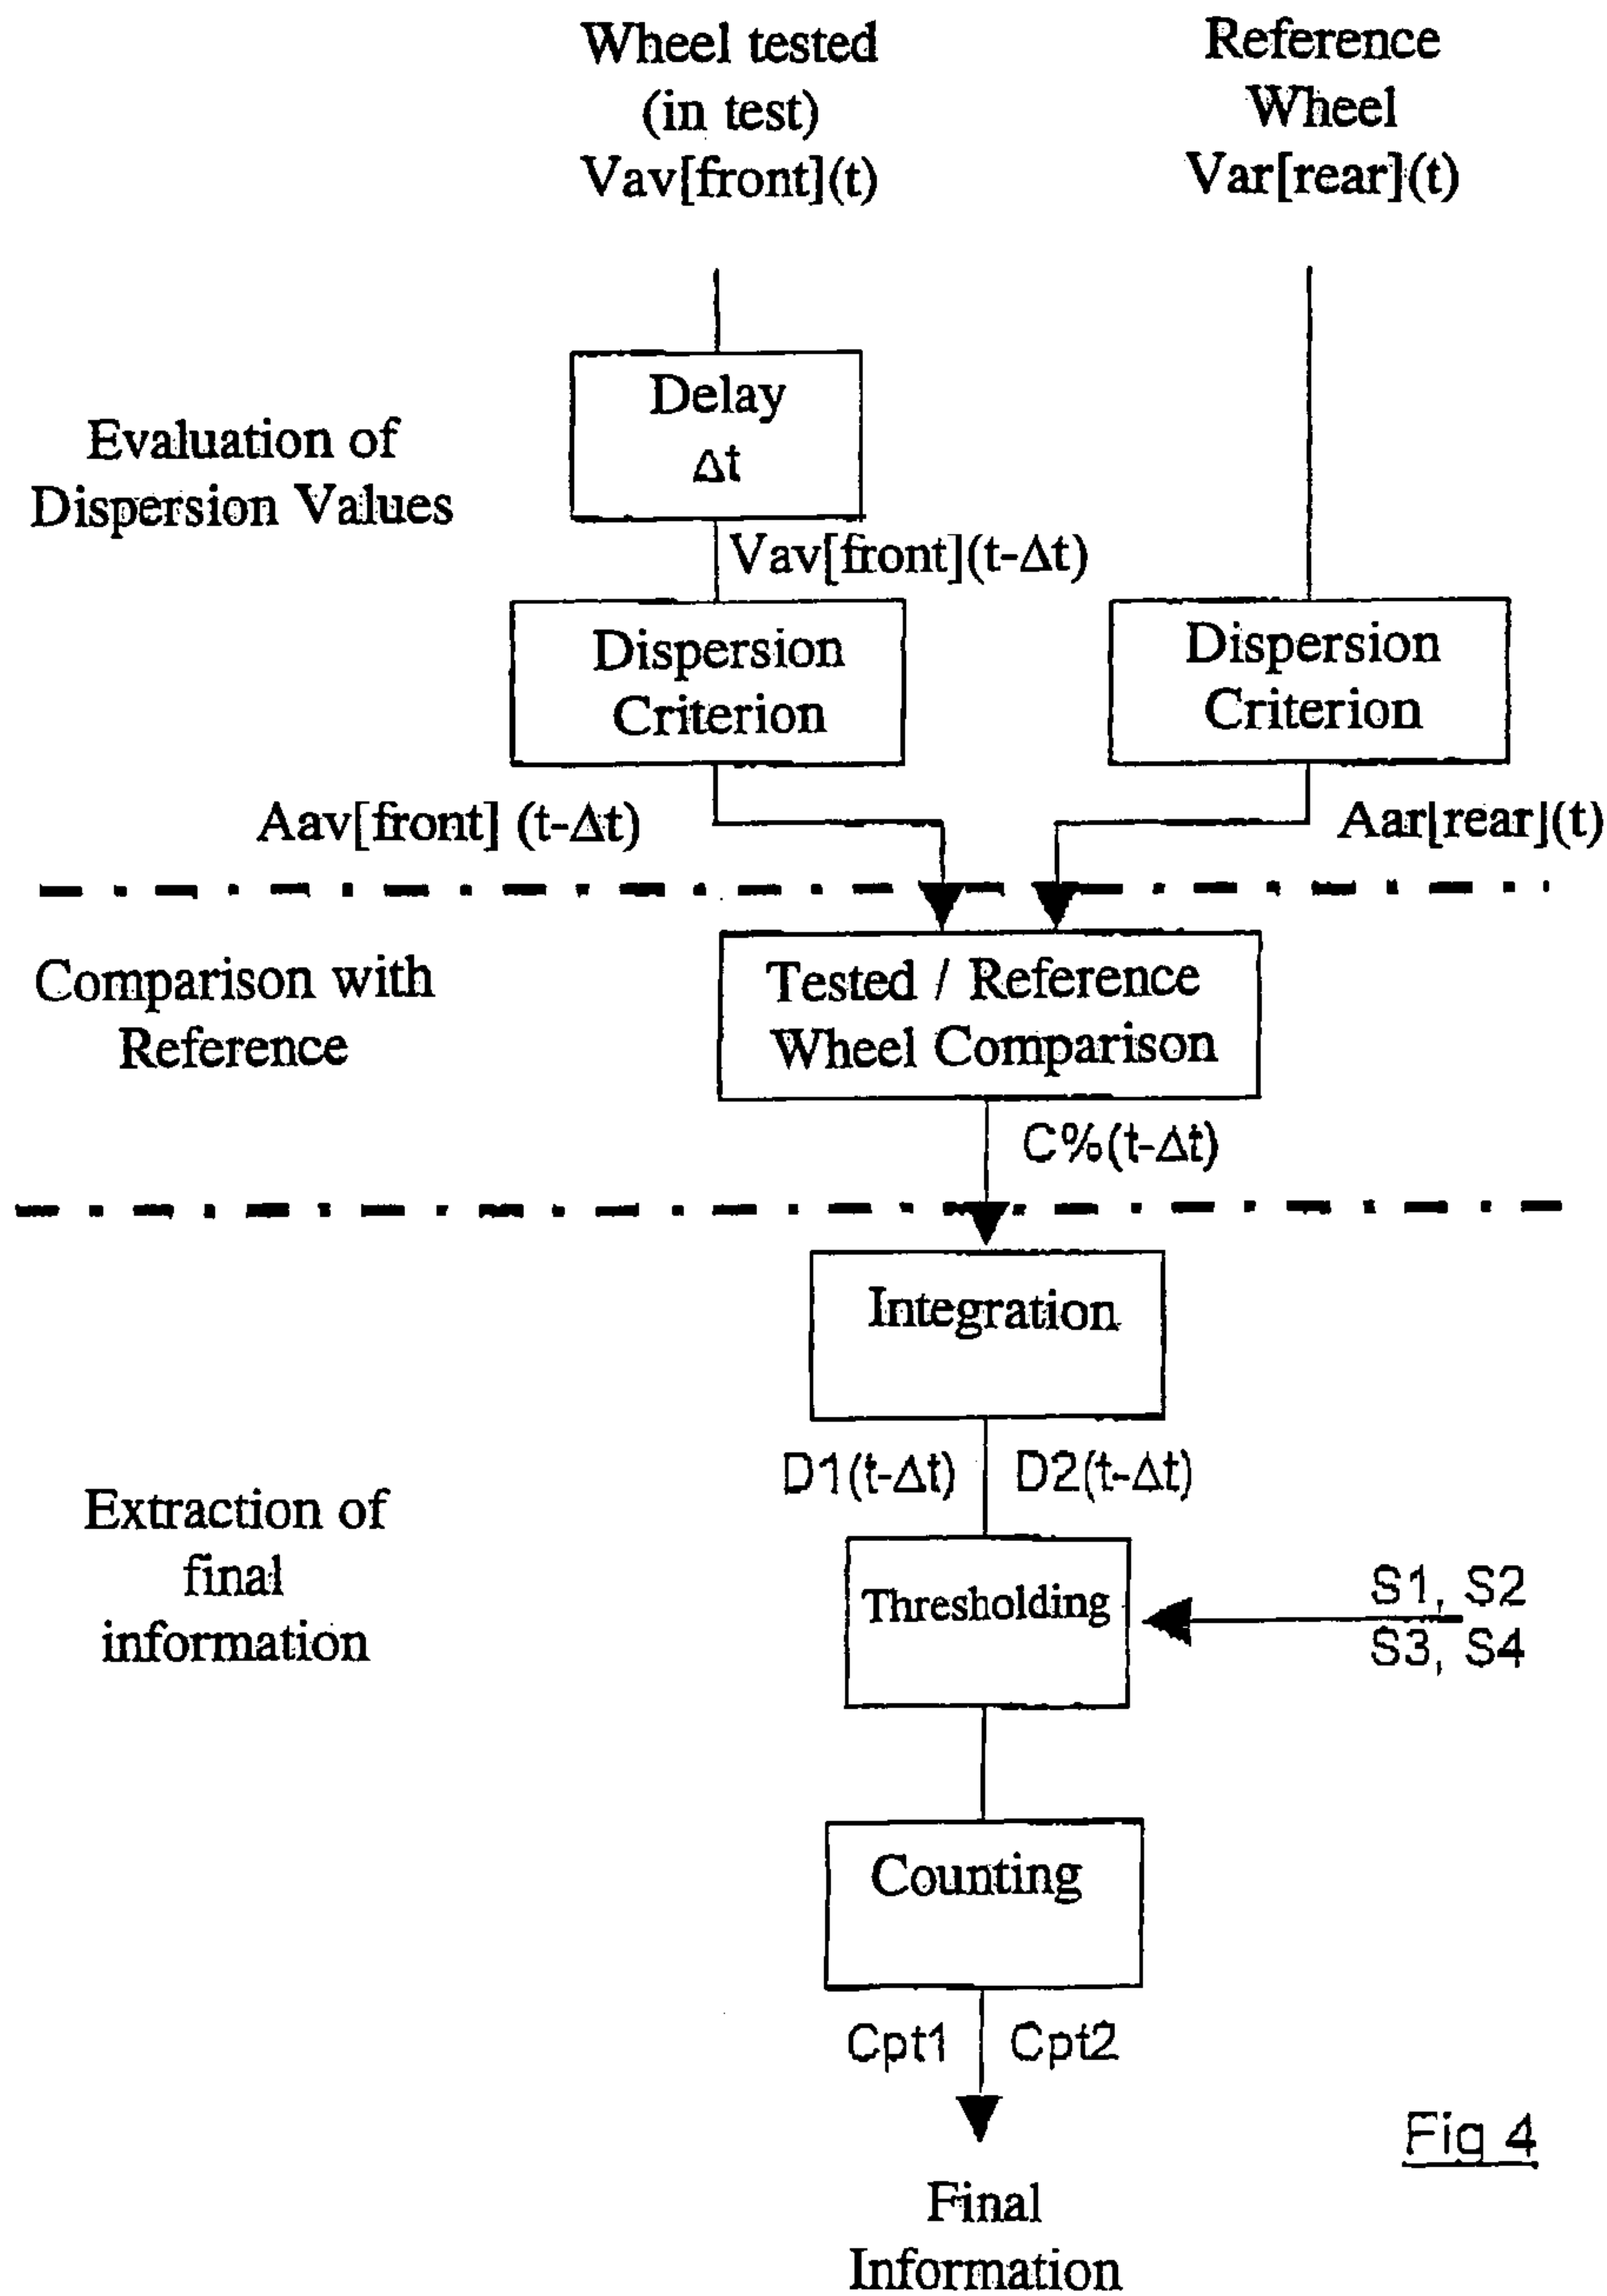 Wheel tested
(in test)
Vav[front](t)
Reference
Wheel
Var[rear](t)
Delay
Δt
Evaluation of
Dispersion Values
Vav[front](t-Δt)
Dispersion
Criterion
Dispersion
Criterion
Aav[front] (t-Δt)
Aar[rear](t)
Comparison with
Reference
Tested / Reference
Wheel Comparison
C%(t-Δt)
Integration
D1(t-Δt) D2(t-Δt)
Extraction of
final
information
Thresholding
S1, S2
S3, S4
Counting
Cpt1 Cpt2
Fig 4
Final
Information